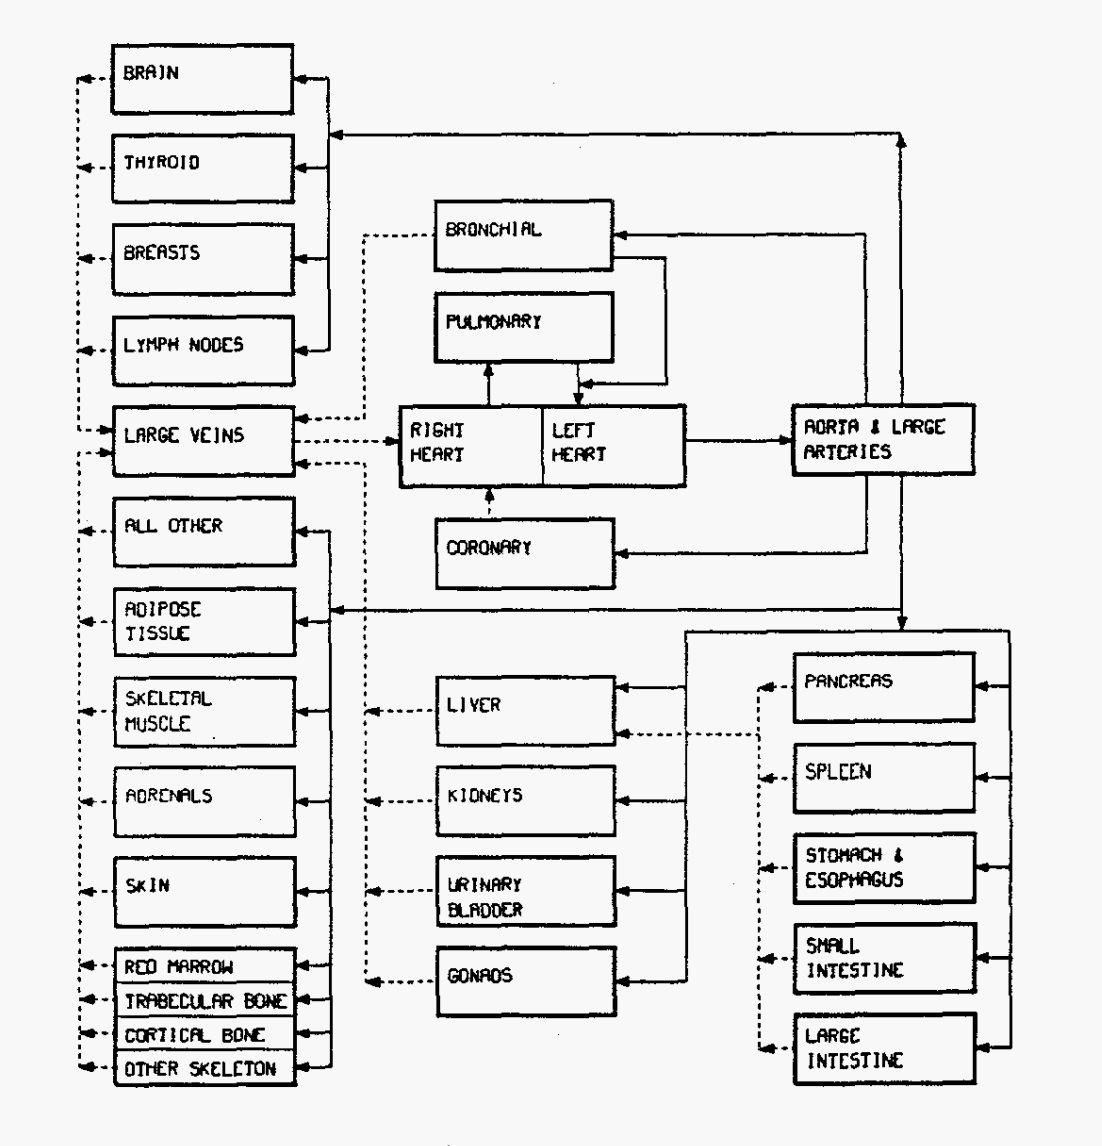 BRAIN
THYROID
BREASTS
LYMPH NODES
LARGE VEINS
ALL OTHER
ADIPOSE
TISSUE
SKELETAL
MUSCLE
ADRENALS
SKIN
RED MARROW
TRABECULAR BONE
CORTICAL BONE
OTHER SKELETON
BRONCHIAL
PULMONARY
RIGHT
HEART
LEFT
HEART
CORONARY
LIVER
KIDNEYS
URINARY
BLADDER
GONADS
AORTA & LARGE
ARTERIES
PANCREAS
SPLEEN
STOMACH &
ESOPHAGUS
SMALL
INTESTINE
LARGE
INTESTINE